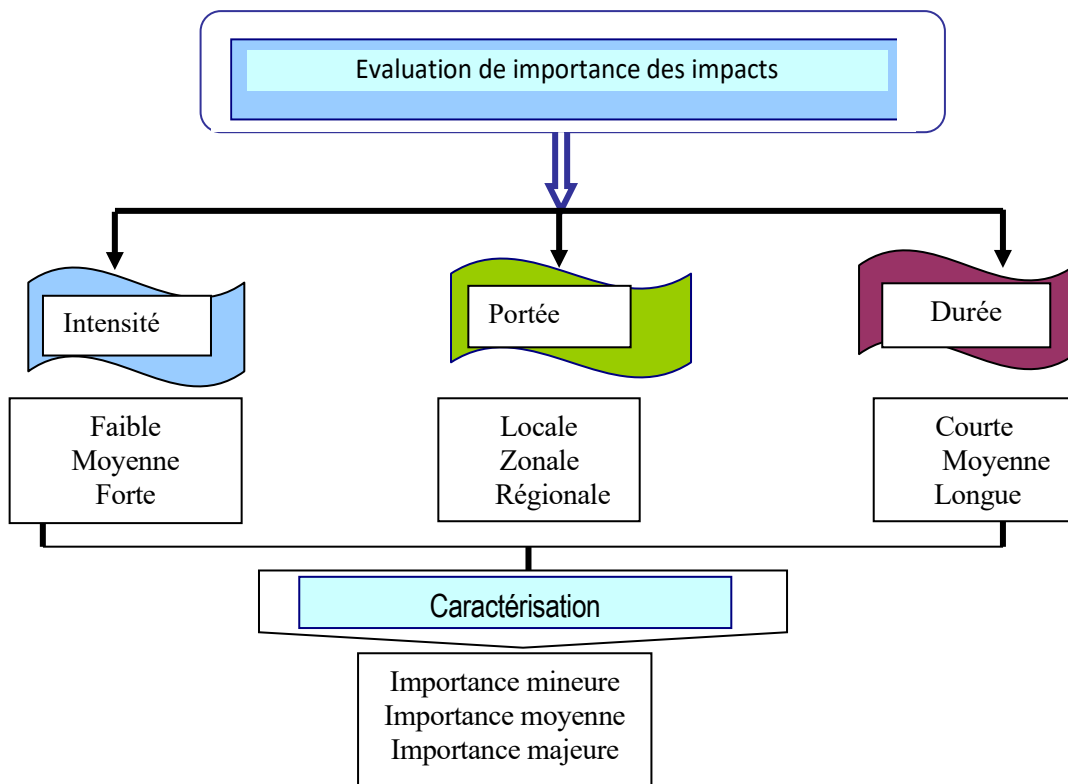 Evaluation de importance des impacts
Intensité
Portée
Durée
Faible
Moyenne
Forte
Locale
Zonale
Régionale
Courte
Moyenne
Longue
Caractérisation
Importance mineure
Importance moyenne
Importance majeure